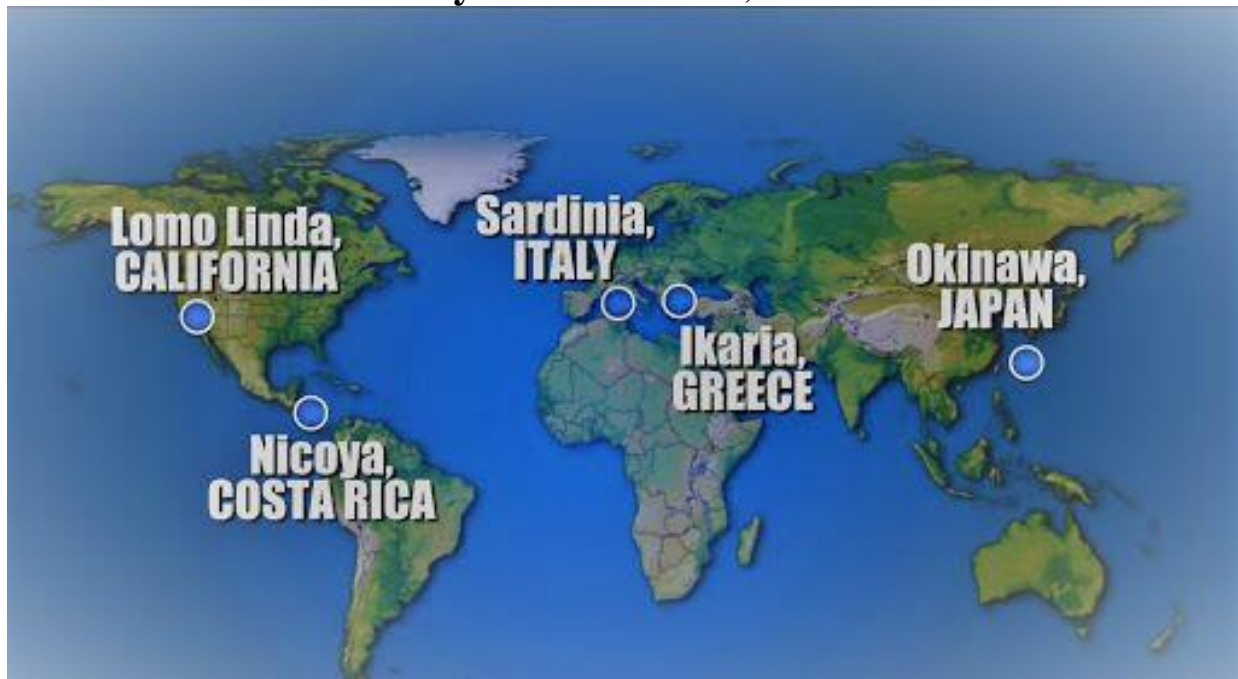 Lomo Linda,
CALIFORNIA
Sardinia,
ITALY
Okinawa,
JAPAN
Ikaria,
GREECE
Nicoya,
COSTA RICA